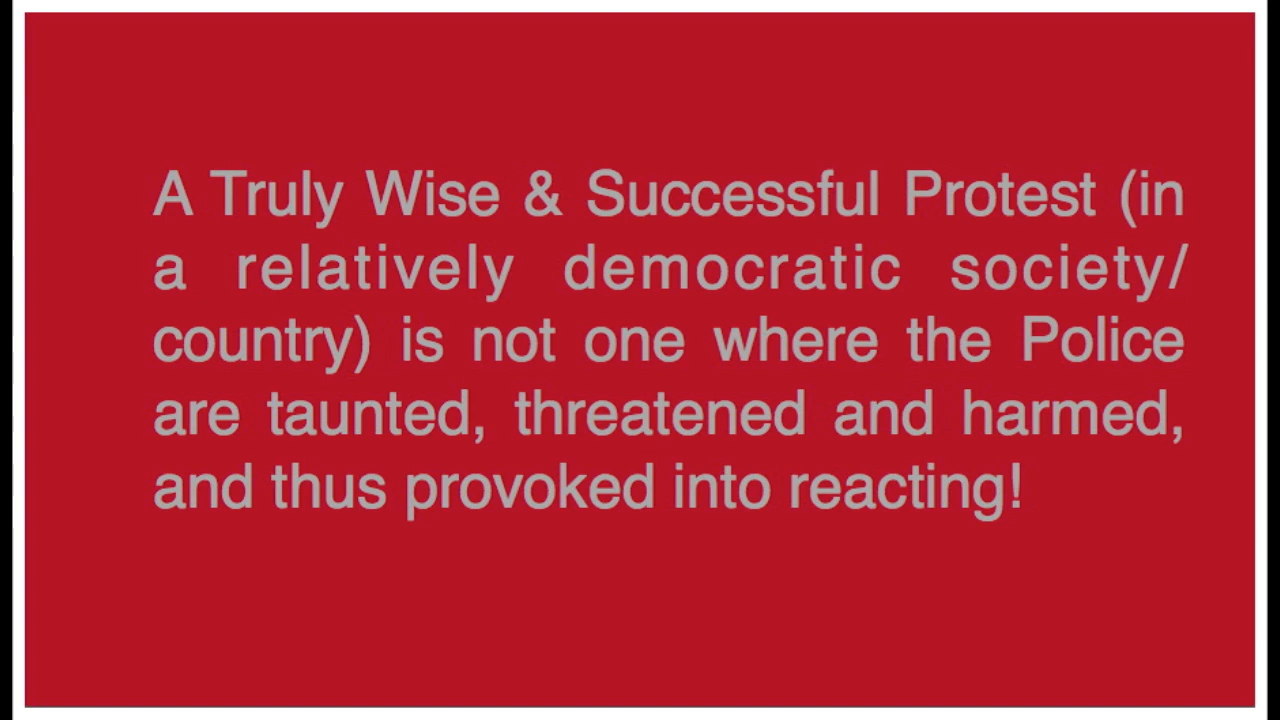 A Truly Wise & Successful Protest (in
a relatively democratic society/
country) is not one where the Police
are taunted, threatened and harmed,
and thus provoked into reacting!